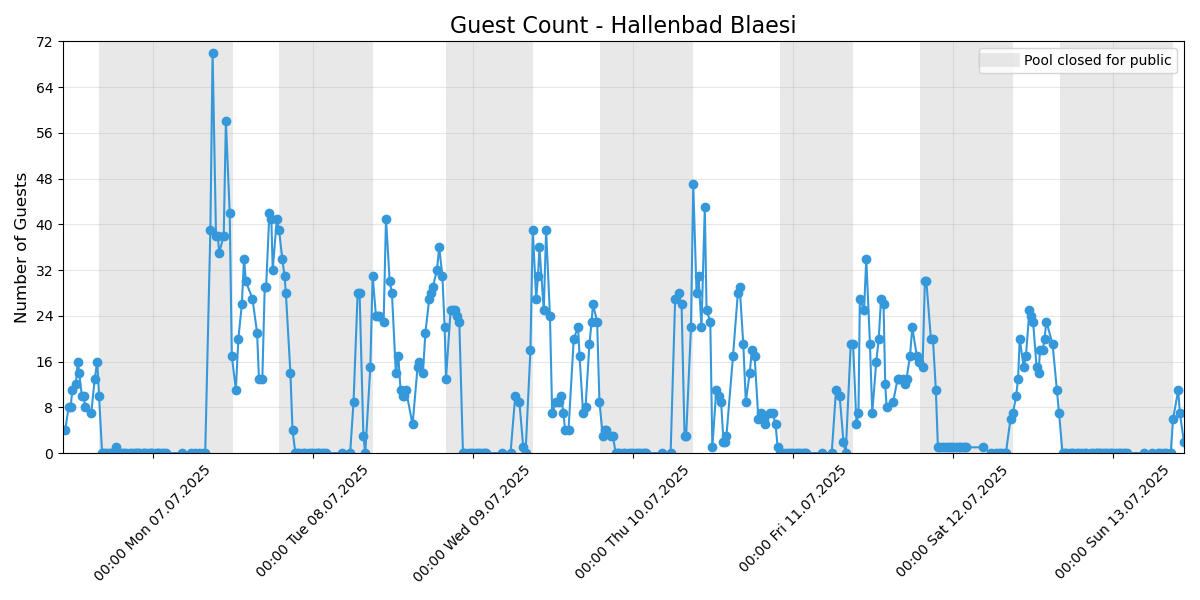 Guest Count - Hallenbad Blaesi
Pool closed for public
Number of Guests
72
64
56
48
40
32
24
16
8
0
00:00 Mon 07.07.2025
00:00 Tue 08.07.2025
00:00 Wed 09.07.2025
00:00 Thu 10.07.2025
00:00 Fri 11.07.2025
00:00 Sat 12.07.2025
00:00 Sun 13.07.2025